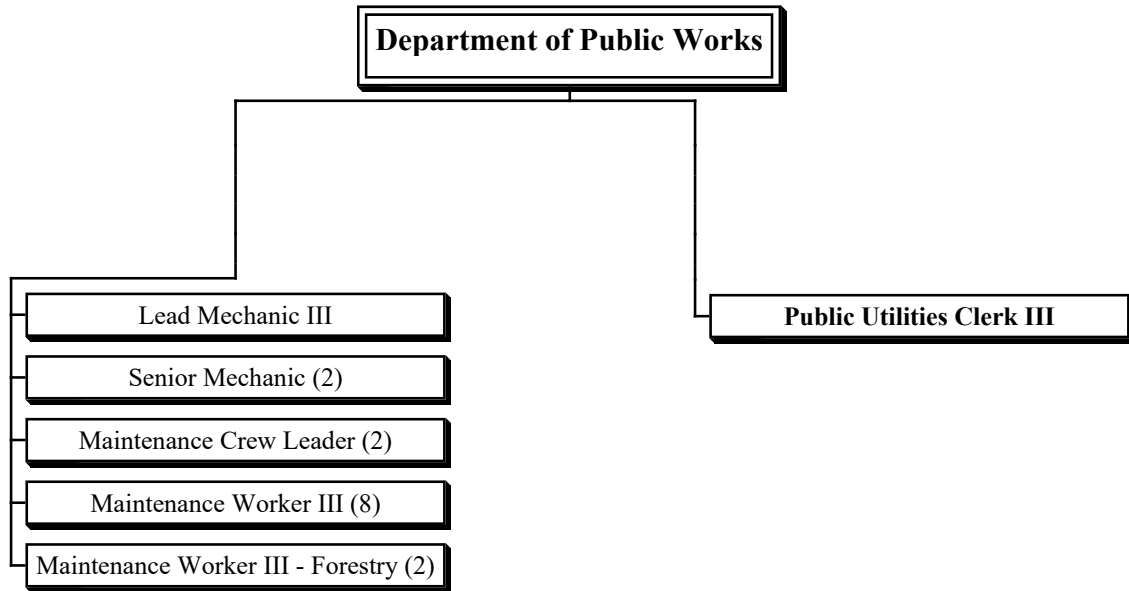 Department of Public Works
Lead Mechanic III
Senior Mechanic (2)
Maintenance Crew Leader (2)
Maintenance Worker III (8)
Maintenance Worker III - Forestry (2)
Public Utilities Clerk III